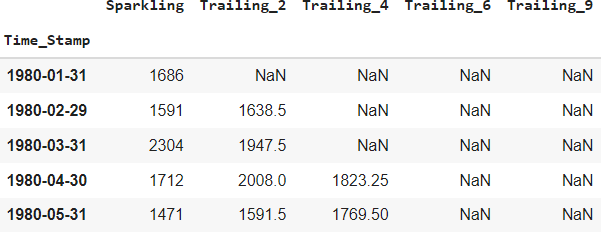 Sparkling Trailing_2 Trailing_4 Trailing_6 Trailing_9
Time_Stamp
1980-01-31 1686 NaN NaN NaN NaN
1980-02-29 1591 1638.5 NaN NaN NaN
1980-03-31 2304 1947.5 NaN NaN NaN
1980-04-30 1712 2008.0 1823.25 NaN NaN
1980-05-31 1471 1591.5 1769.50 NaN NaN